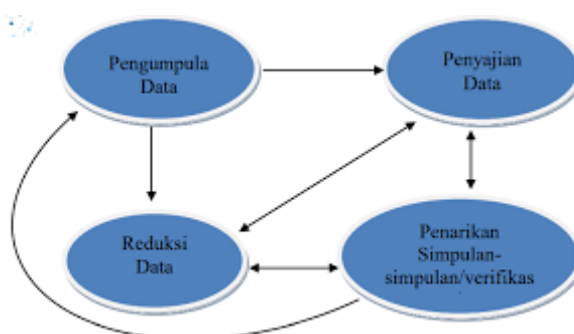 Pengumpula
Data
Penyajian
Data
Reduksi
Data
Penarikan
Simpulan-
simpulan/verifikas